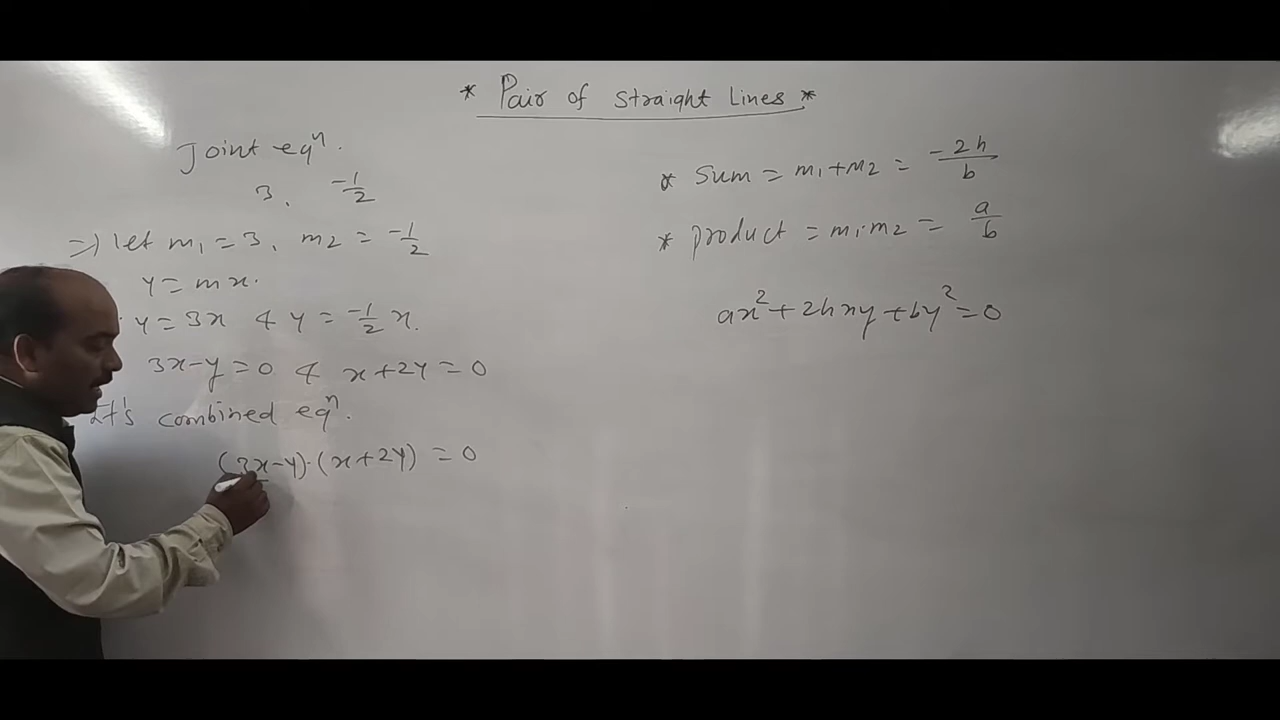 * Pair of Straight Lines *
Joint eqⁿ.
3, -1/2
=> let m₁ = 3, m₂ = -1/2
y = mx.
y = 3x & y = -1/2 x.
3x-y = 0 & x+2y = 0
It's combined eqⁿ.
(3x-y)·(x+2y) = 0
* Sum = m₁+m₂ = -2h/b
* product = m₁·m₂ = a/b
ax²+2hxy+by²=0